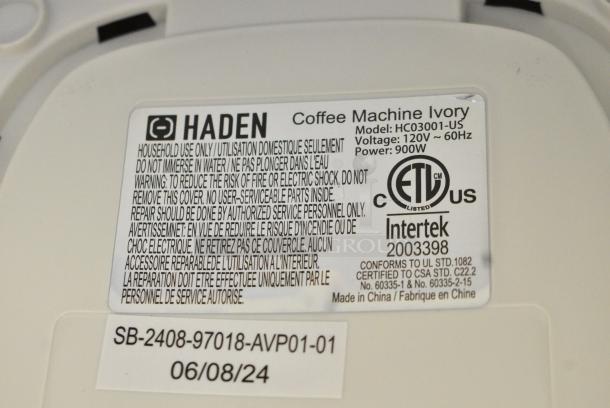 HADEN
Coffee Machine Ivory
Model: HC03001-US
Voltage: 120V ~ 60Hz
Power: 900W
HOUSEHOLD USE ONLY / UTILISATION DOMESTIQUE SEULEMENT
DO NOT IMMERSE IN WATER / NE PAS PLONGER DANS L'EAU
WARNING: TO REDUCE THE RISK OF FIRE OR ELECTRIC SHOCK, DO NOT
REMOVE THIS COVER. NO USER-SERVICEABLE PARTS INSIDE.
REPAIR SHOULD BE DONE BY AUTHORIZED SERVICE PERSONNEL ONLY.
AVERTISSEMENT: EN VUE DE REDUIRE LE RISQUE D'INCENDIE OU DE
CHOC ELECTRIQUE, NE RETIREZ PAS CE COUVERCLE. AUCUN
ACCESSOIRE REPARABLE DE L'UTILISATION A L'INTERIEUR.
LA REPARATION DOIT ETRE EFFECTUEE UNIQUEMENT PAR LE
PERSONNEL DE SERVICE AUTORISE.
C ETL CM US
LISTED
Intertek
2003398
CONFORMS TO UL STD.1082
CERTIFIED TO CSA STD. C22.2
No. 60335-1 & No. 60335-2-15
Made in China / Fabrique en Chine
SB-2408-97018-AVP01-01
06/08/24